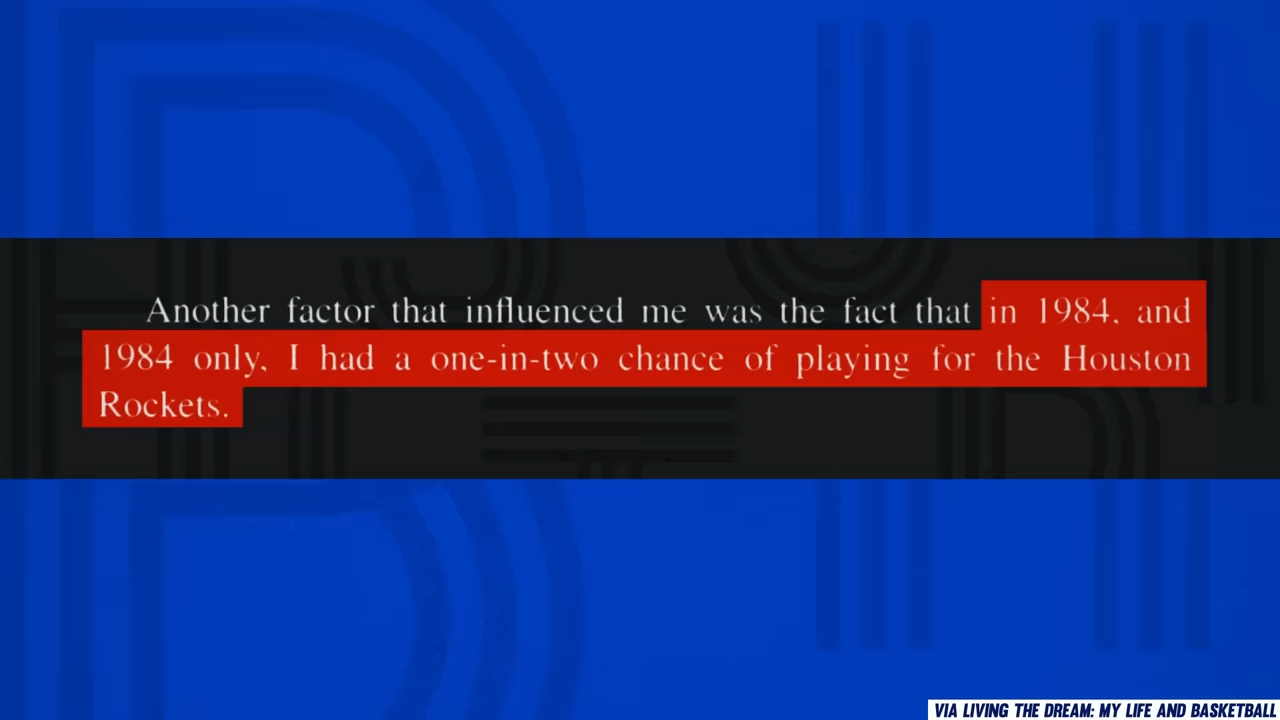 Another factor that influenced me was the fact that in 1984, and
1984 only, I had a one-in-two chance of playing for the Houston
Rockets.
VIA LIVING THE DREAM: MY LIFE AND BASKETBALL